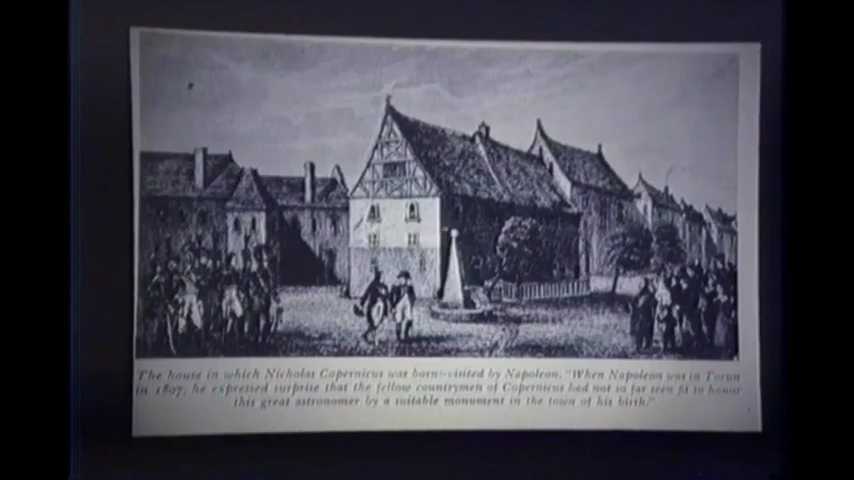 The house in which Nicholas Copernicus was born—visited by Napoleon. "When Napoleon was in Torun
in 1807, he expressed surprise that the fellow countrymen of Copernicus had not so far seen fit to honor
this great astronomer by a suitable monument in the town of his birth."